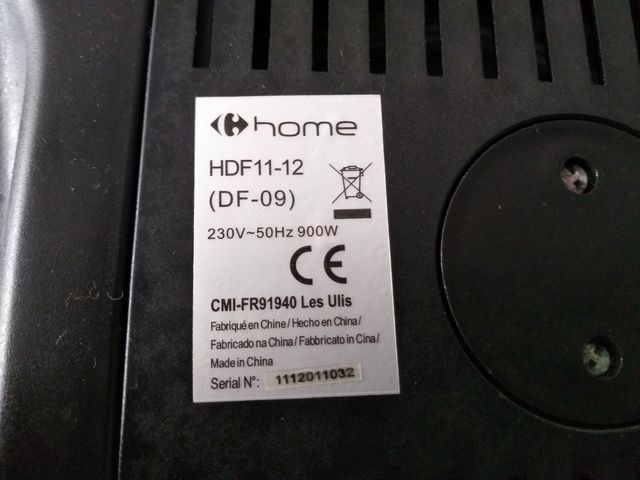 home
HDF11-12
(DF-09)
230V~50Hz 900W
CE
CMI-FR91940 Les Ulis
Fabriqué en Chine / Hecho en China /
Fabricado na China / Fabbricato in Cina /
Made in China
Serial N°: 1112011032